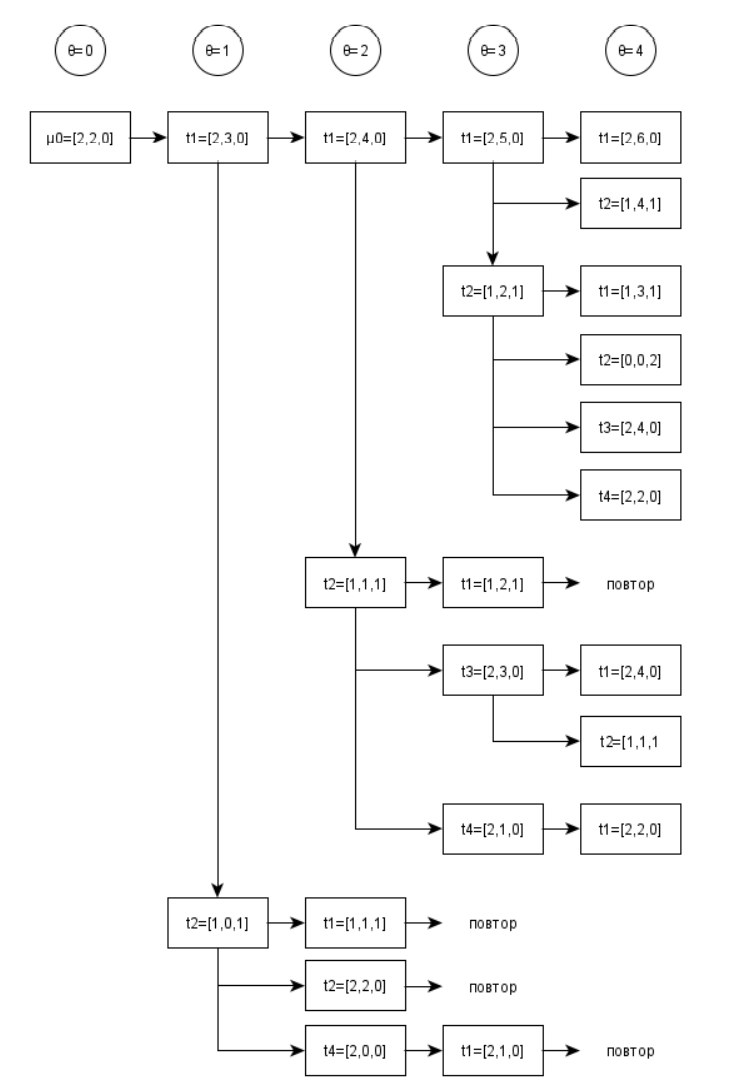 θ=0 θ=1 θ=2 θ=3 θ=4
μ0=[2,2,0] t1=[2,3,0] t1=[2,4,0] t1=[2,5,0] t1=[2,6,0]
t2=[1,4,1]
t2=[1,2,1] t1=[1,3,1]
t2=[0,0,2]
t3=[2,4,0]
t4=[2,2,0]
t2=[1,1,1] t1=[1,2,1] повтор
t3=[2,3,0] t1=[2,4,0]
t2=[1,1,1
t4=[2,1,0] t1=[2,2,0]
t2=[1,0,1] t1=[1,1,1] повтор
t2=[2,2,0] повтор
t4=[2,0,0] t1=[2,1,0] повтор